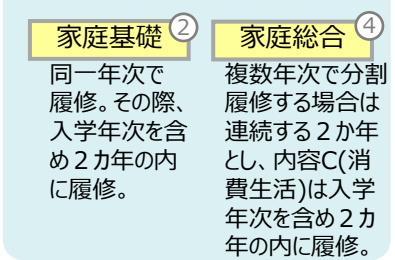 家庭基礎 ②
同一年次で
履修。その際、
入学年次を含
め２カ年の内
に履修。
家庭総合 ④
複数年次で分割
履修する場合は
連続する２か年
とし、内容C(消
費生活)は入学
年次を含め２カ
年の内に履修。